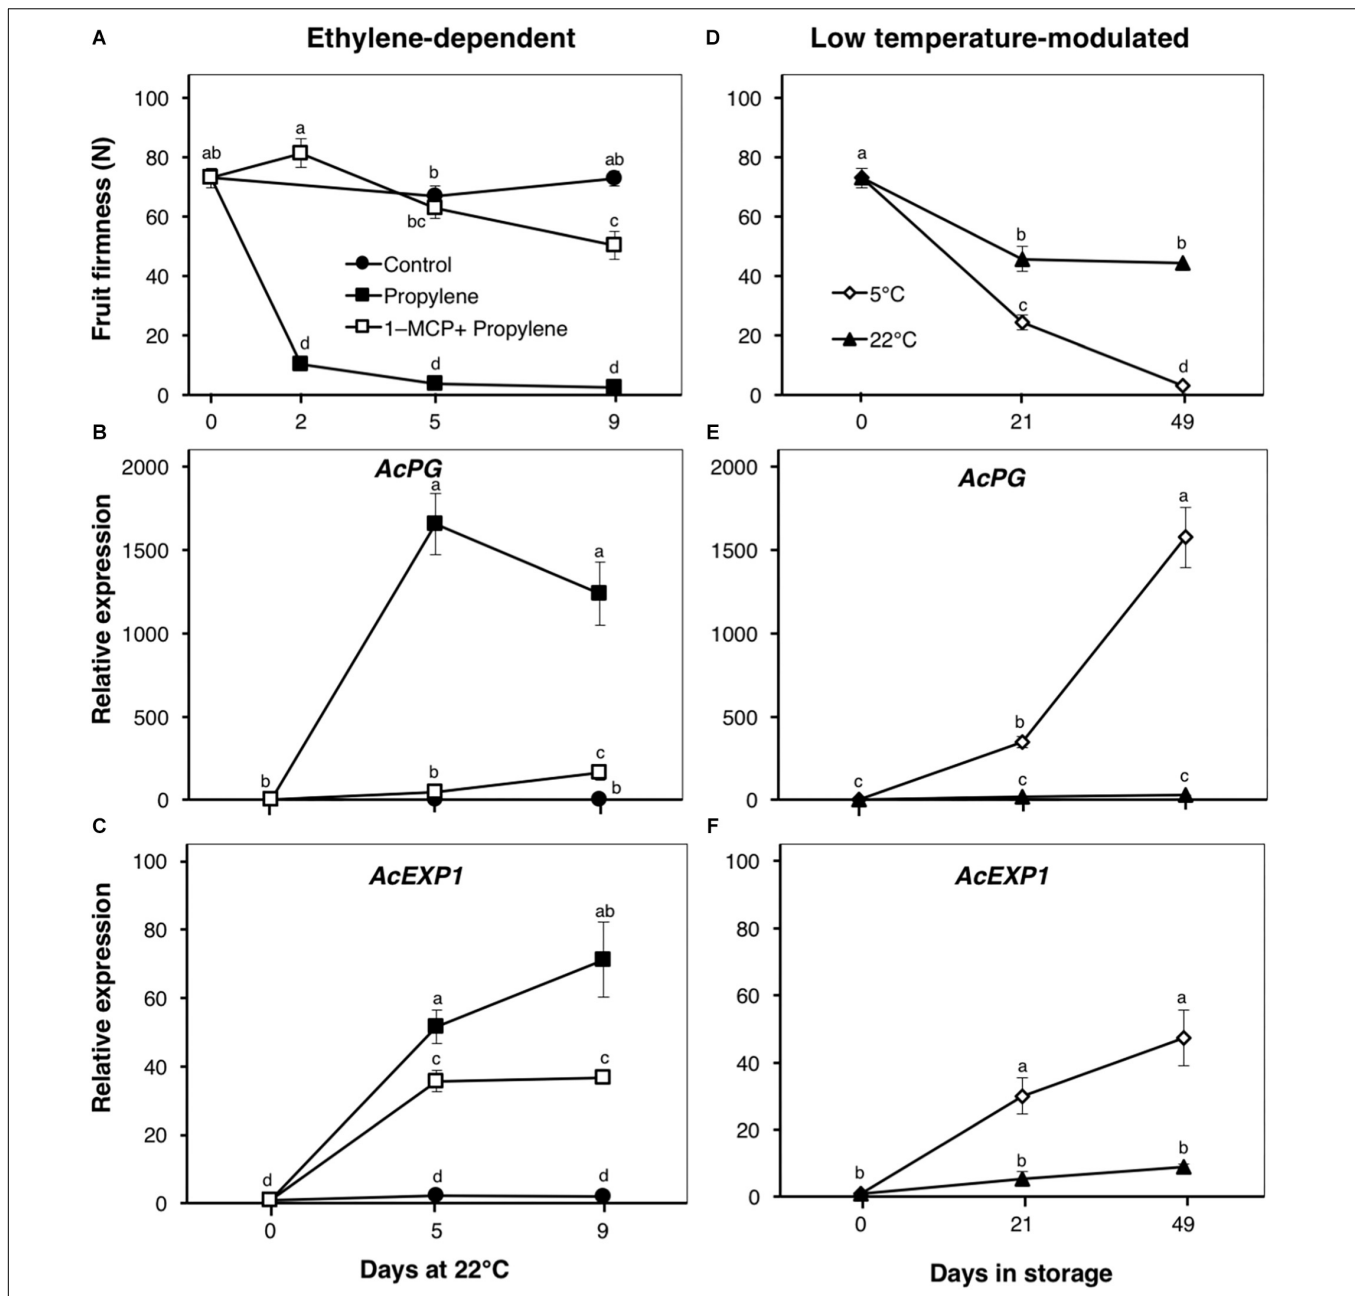 A
Ethylene-dependent
Fruit firmness (N)
100
80
60
40
20
0
ab
a
b
ab
bc
c
d
d
d
Control
Propylene
1–MCP+ Propylene
0 2 5 9
D
Low temperature-modulated
100
80
60
40
20
0
a
b
b
c
d
5°C
22°C
0 21 49
B
AcPG
Relative expression
2000
1500
1000
500
0
a
a
b
b
c
b
E
AcPG
2000
1500
1000
500
0
a
b
c
c
c
C
AcEXP1
Relative expression
100
80
60
40
20
0
ab
a
c
c
d
d
d
0 5 9
Days at 22°C
F
AcEXP1
100
80
60
40
20
0
a
a
b
b
b
0 21 49
Days in storage